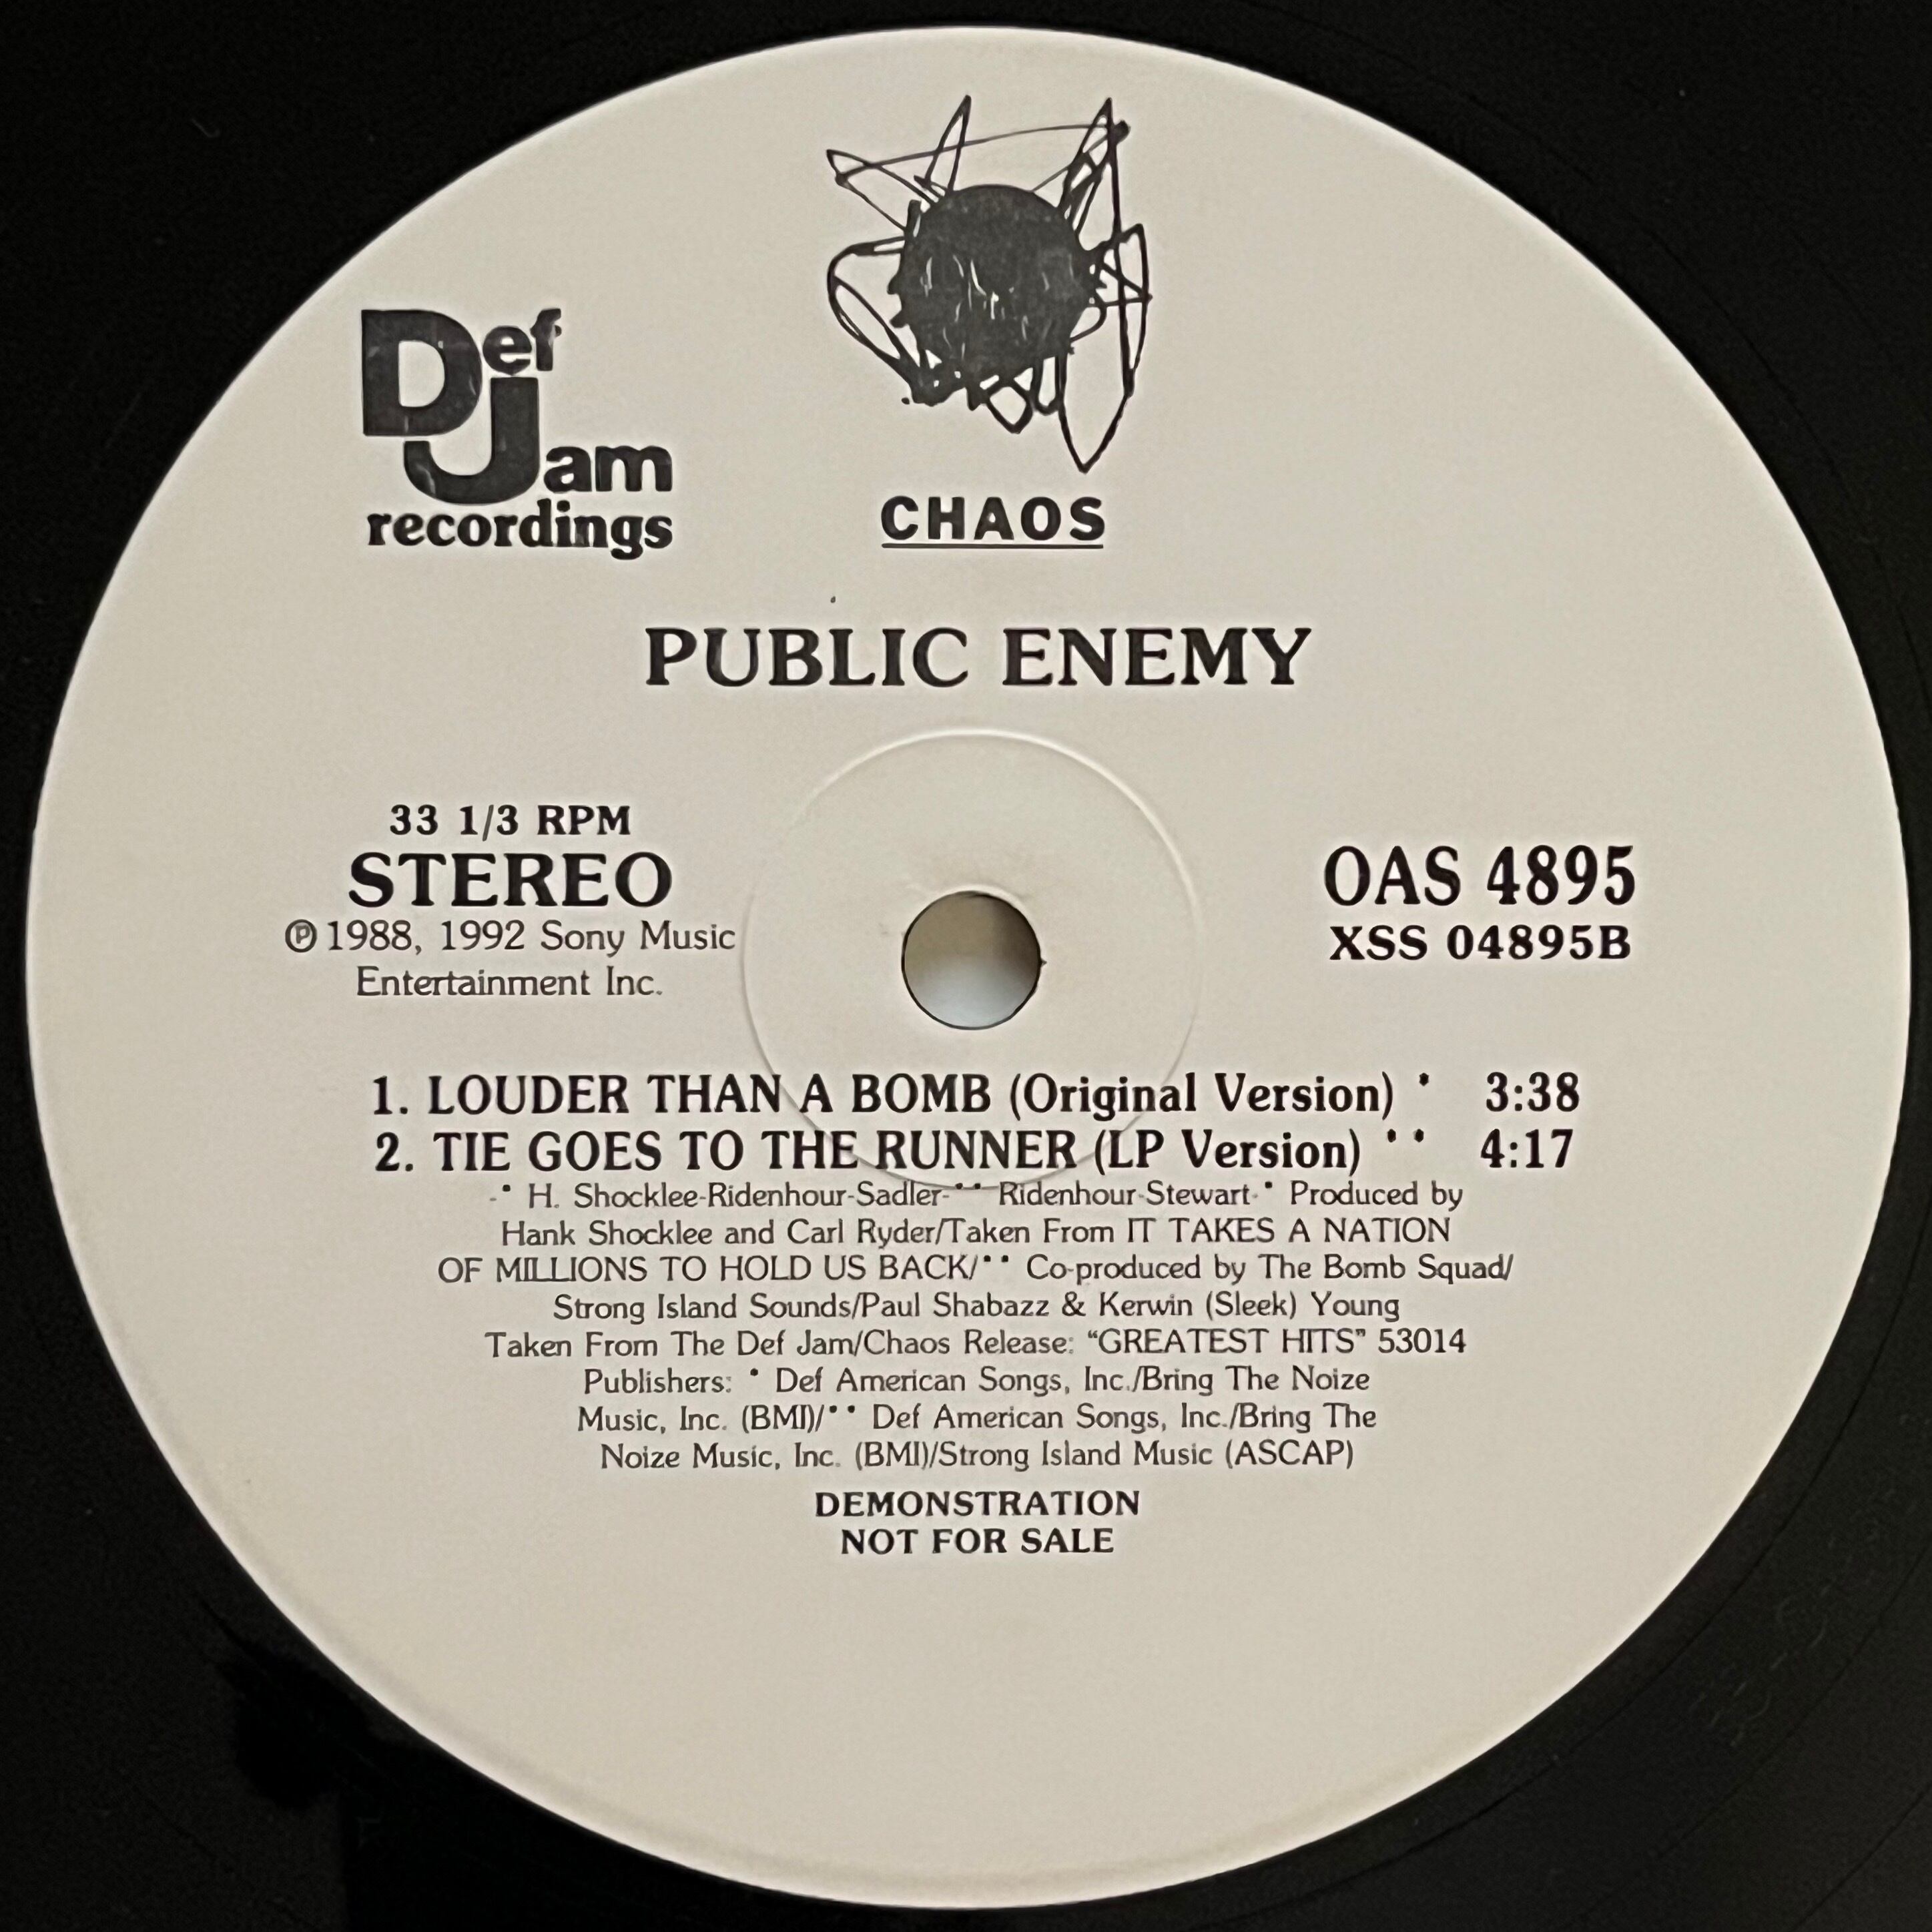 Def Jam
recordings
CHAOS
PUBLIC ENEMY
33 1/3 RPM
STEREO
℗ 1988, 1992 Sony Music
Entertainment Inc.
OAS 4895
XSS 04895B
1. LOUDER THAN A BOMB (Original Version) * 3:38
2. TIE GOES TO THE RUNNER (LP Version) ** 4:17
-* H. Shocklee-Ridenhour-Sadler-** Ridenhour-Stewart-* Produced by
Hank Shocklee and Carl Ryder/Taken From IT TAKES A NATION
OF MILLIONS TO HOLD US BACK/** Co-produced by The Bomb Squad/
Strong Island Sounds/Paul Shabazz & Kerwin (Sleek) Young
Taken From The Def Jam/Chaos Release: “GREATEST HITS” 53014
Publishers: * Def American Songs, Inc./Bring The Noize
Music, Inc. (BMI)/** Def American Songs, Inc./Bring The
Noize Music, Inc. (BMI)/Strong Island Music (ASCAP)
DEMONSTRATION
NOT FOR SALE